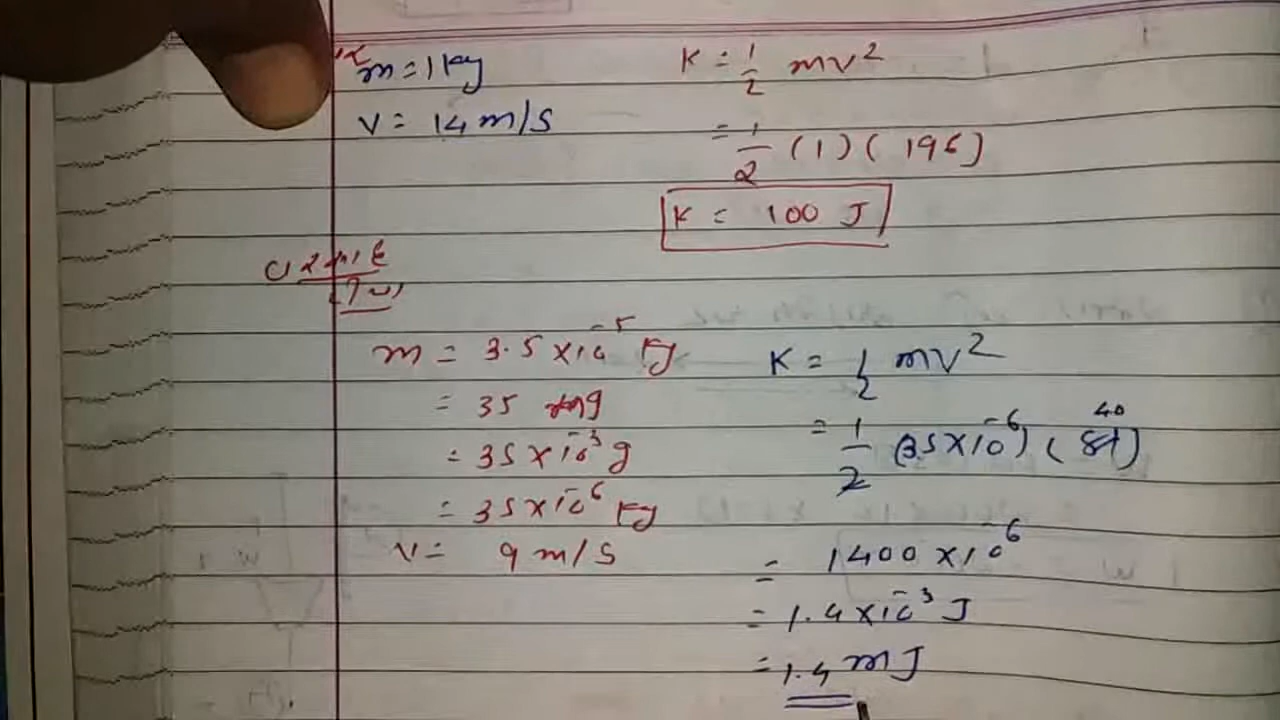 m = 1 kg
v = 14 m/s
K = 1/2 mv²
= 1/2 (1) ( 196)
K = 100 J
m = 3.5 × 10⁻⁵ kg
= 35 mg
= 35 × 10⁻³ g
= 35 × 10⁻⁶ kg
v = 9 m/s
K = 1/2 mv²
= 1/2 (35 × 10⁻⁶) ( 81)
40
= 1400 × 10⁻⁶
= 1.4 × 10⁻³ J
= 1.4 mJ